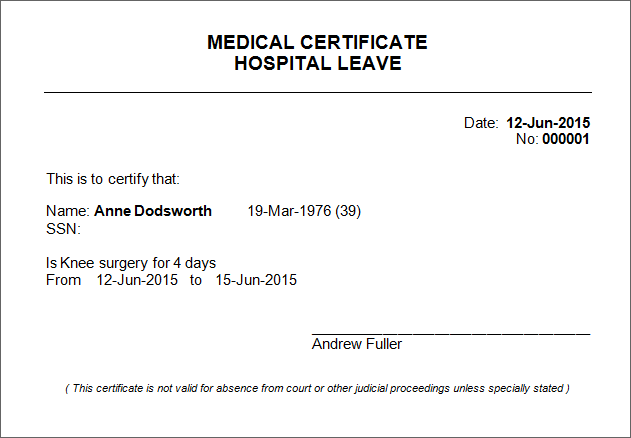 MEDICAL CERTIFICATE
HOSPITAL LEAVE
Date: 12-Jun-2015
No: 000001
This is to certify that:
Name: Anne Dodsworth 19-Mar-1976 (39)
SSN:
Is Knee surgery for 4 days
From 12-Jun-2015 to 15-Jun-2015
Andrew Fuller
( This certificate is not valid for absence from court or other judicial proceedings unless specially stated )